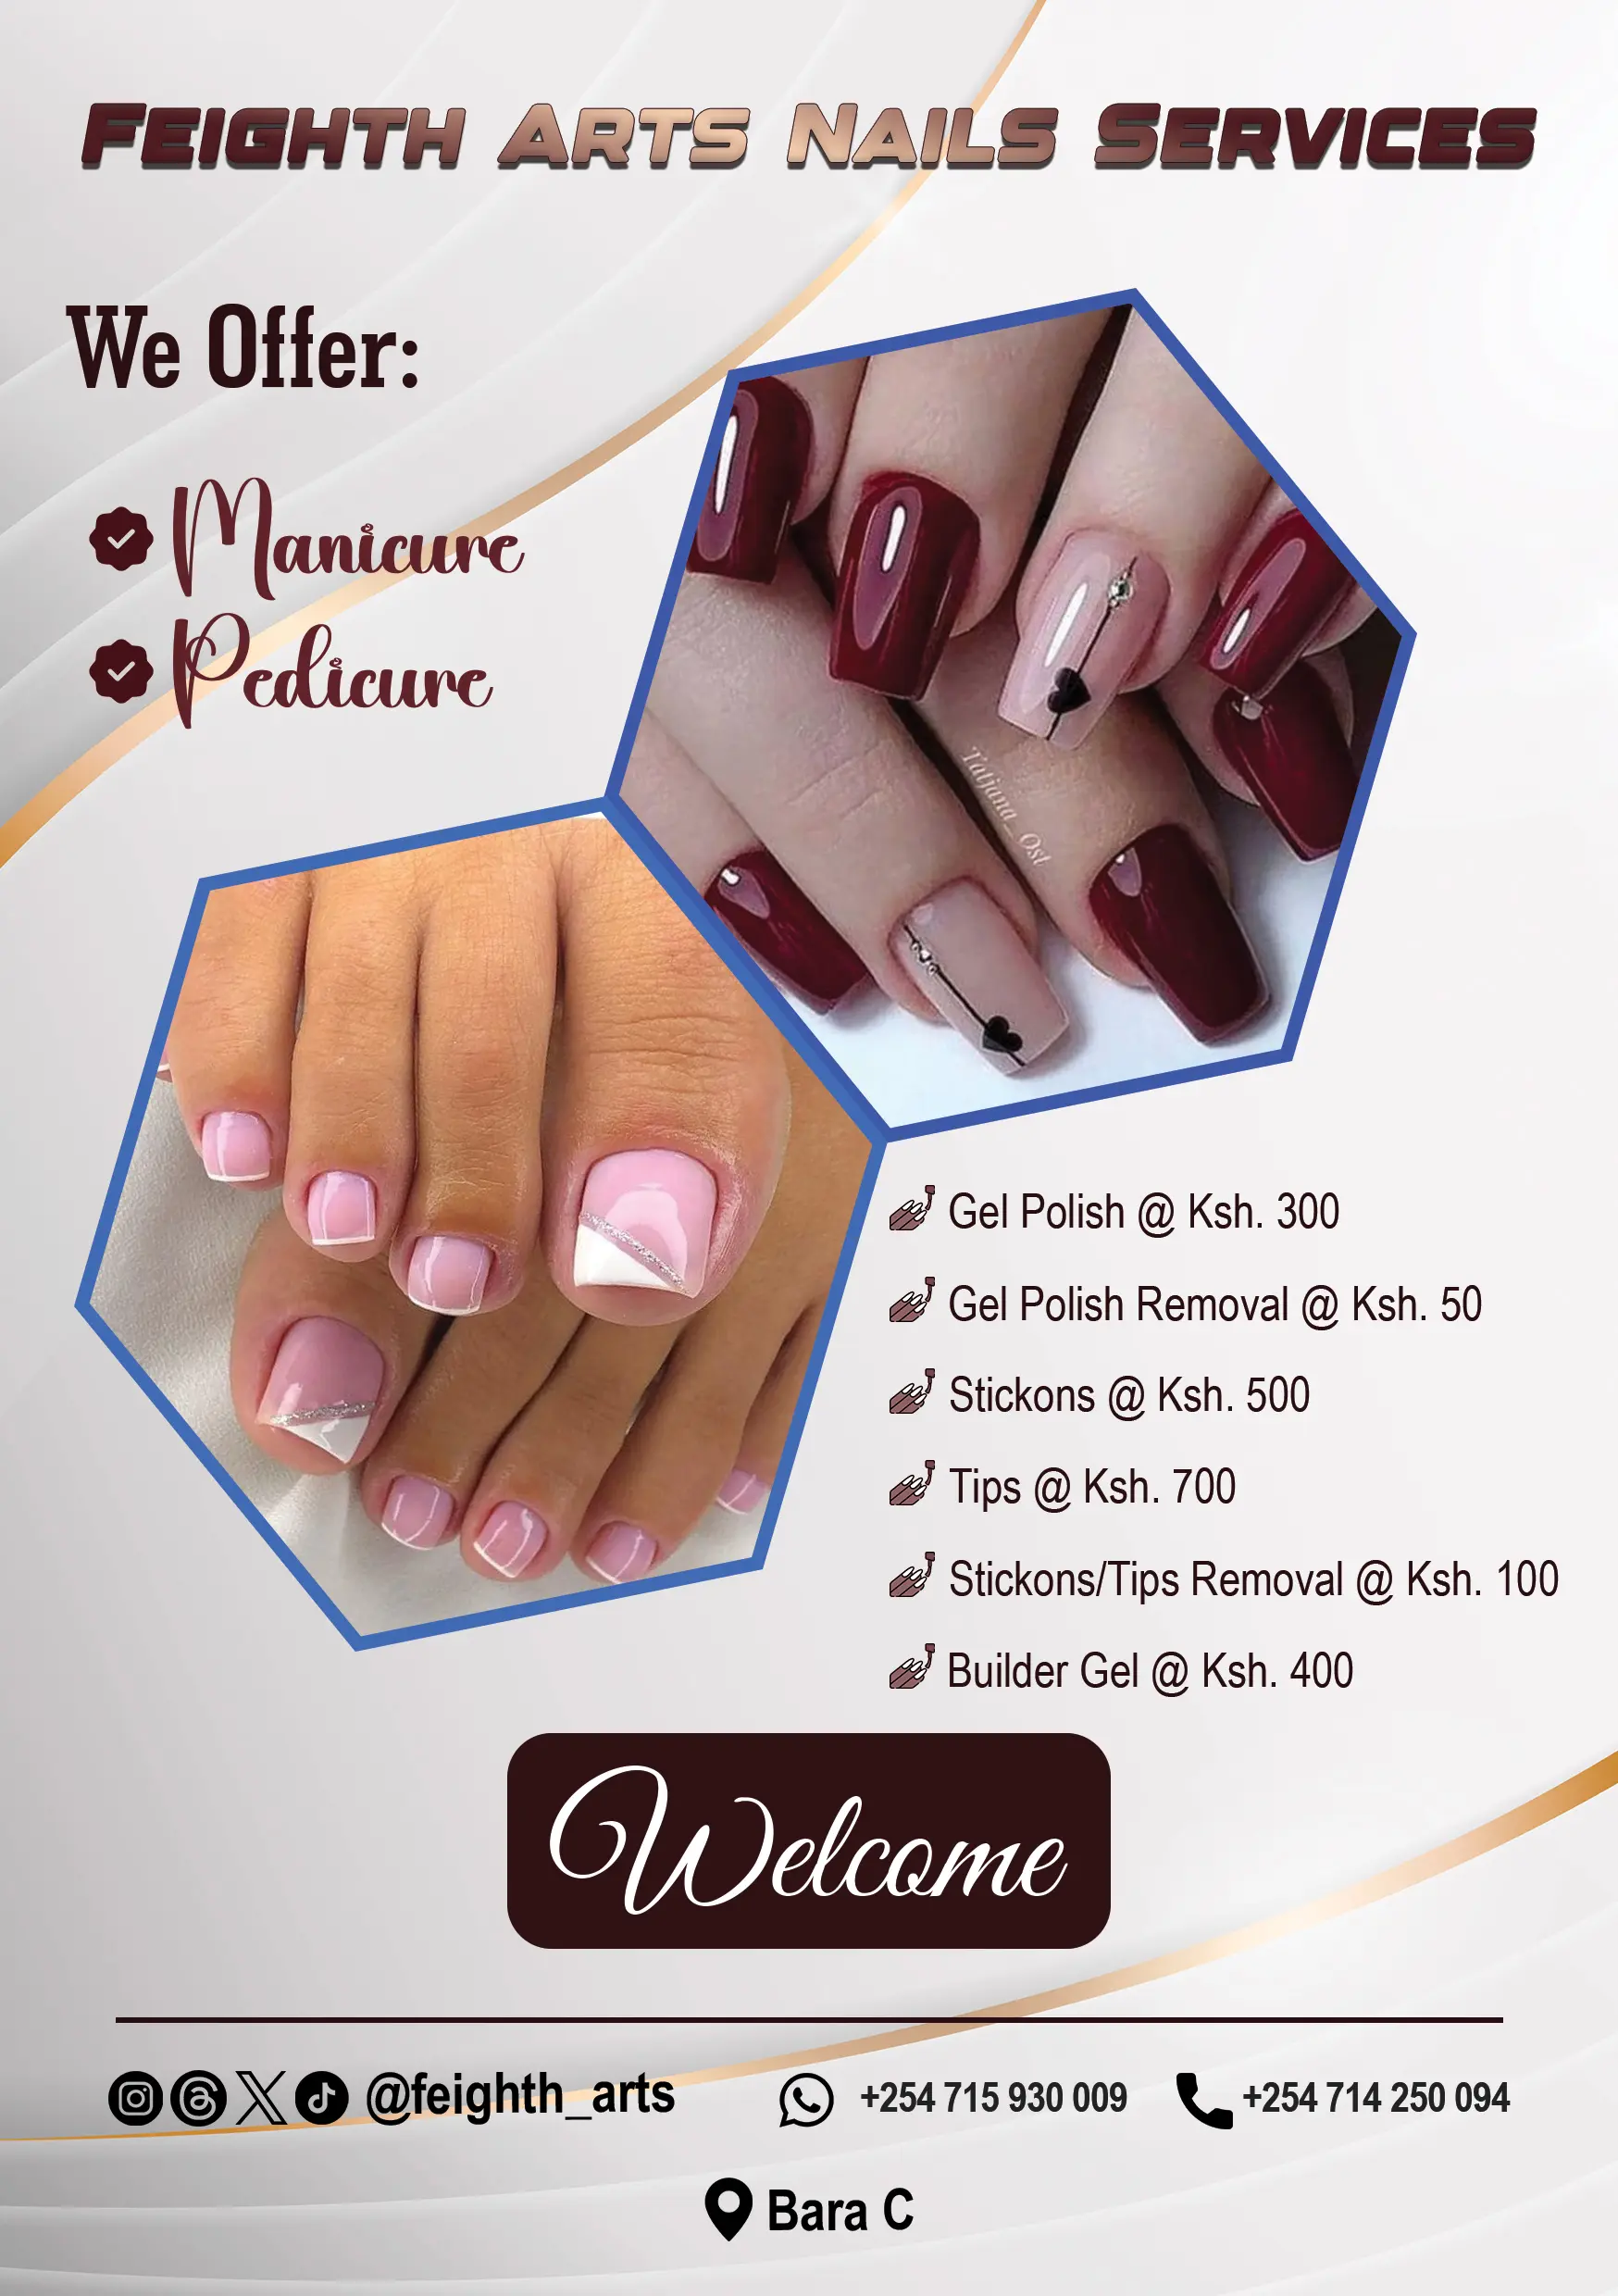 FEIGHTH ARTS NAILS SERVICES
We Offer:
Manicure
Pedicure
Tatjana_Ost
Gel Polish @ Ksh. 300
Gel Polish Removal @ Ksh. 50
Stickons @ Ksh. 500
Tips @ Ksh. 700
Stickons/Tips Removal @ Ksh. 100
Builder Gel @ Ksh. 400
Welcome
@feighth_arts +254 715 930 009 +254 714 250 094
Bara C